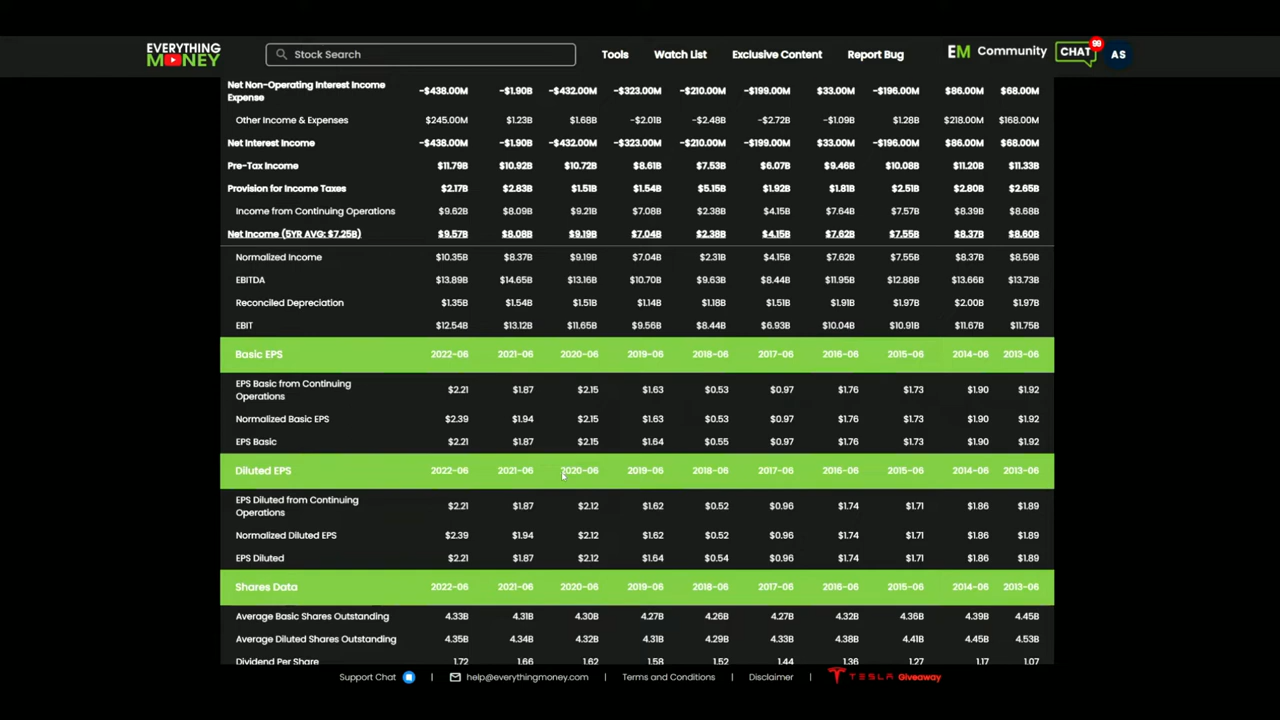 EVERYTHING MONEY
Stock Search
Tools
Watch List
Exclusive Content
Report Bug
EM Community
CHAT
99
AS
Net Non-Operating Interest Income Expense -$438.00M -$1.90B -$432.00M -$323.00M -$210.00M -$199.00M $33.00M -$196.00M $86.00M $68.00M
Other Income & Expenses $245.00M $1.23B $1.68B -$2.01B -$2.48B -$2.72B -$1.09B $1.28B $218.00M $168.00M
Net Interest Income -$438.00M -$1.90B -$432.00M -$323.00M -$210.00M -$199.00M $33.00M -$196.00M $86.00M $68.00M
Pre-Tax Income $11.79B $10.92B $10.72B $8.61B $7.53B $6.07B $9.46B $10.08B $11.20B $11.33B
Provision for Income Taxes $2.17B $2.83B $1.51B $1.54B $5.15B $1.92B $1.81B $2.51B $2.80B $2.65B
Income from Continuing Operations $9.62B $8.09B $9.21B $7.08B $2.38B $4.15B $7.64B $7.57B $8.39B $8.68B
Net Income (5YR AVG: $7.25B) $9.57B $8.08B $9.19B $7.04B $2.38B $4.15B $7.62B $7.55B $8.37B $8.60B
Normalized Income $10.35B $8.37B $9.19B $7.04B $2.31B $4.15B $7.62B $7.55B $8.37B $8.59B
EBITDA $13.89B $14.65B $13.16B $10.70B $9.63B $8.44B $11.95B $12.88B $13.66B $13.73B
Reconciled Depreciation $1.35B $1.54B $1.51B $1.14B $1.18B $1.51B $1.91B $1.97B $2.00B $1.97B
EBIT $12.54B $13.12B $11.65B $9.56B $8.44B $6.93B $10.04B $10.91B $11.67B $11.75B
Basic EPS 2022-06 2021-06 2020-06 2019-06 2018-06 2017-06 2016-06 2015-06 2014-06 2013-06
EPS Basic from Continuing Operations $2.21 $1.87 $2.15 $1.63 $0.53 $0.97 $1.76 $1.73 $1.90 $1.92
Normalized Basic EPS $2.39 $1.94 $2.15 $1.63 $0.53 $0.97 $1.76 $1.73 $1.90 $1.92
EPS Basic $2.21 $1.87 $2.15 $1.64 $0.55 $0.97 $1.76 $1.73 $1.90 $1.92
Diluted EPS 2022-06 2021-06 2020-06 2019-06 2018-06 2017-06 2016-06 2015-06 2014-06 2013-06
EPS Diluted from Continuing Operations $2.21 $1.87 $2.12 $1.62 $0.52 $0.96 $1.74 $1.71 $1.86 $1.89
Normalized Diluted EPS $2.39 $1.94 $2.12 $1.62 $0.52 $0.96 $1.74 $1.71 $1.86 $1.89
EPS Diluted $2.21 $1.87 $2.12 $1.64 $0.54 $0.96 $1.74 $1.71 $1.86 $1.89
Shares Data 2022-06 2021-06 2020-06 2019-06 2018-06 2017-06 2016-06 2015-06 2014-06 2013-06
Average Basic Shares Outstanding 4.33B 4.31B 4.30B 4.27B 4.26B 4.27B 4.32B 4.36B 4.39B 4.45B
Average Diluted Shares Outstanding 4.35B 4.34B 4.32B 4.31B 4.29B 4.33B 4.38B 4.41B 4.45B 4.53B
Dividend Per Share 1.72 1.66 1.62 1.58 1.52 1.44 1.36 1.27 1.17 1.07
Support Chat | help@everythingmoney.com | Terms and Conditions | Disclaimer | TESLA Giveaway